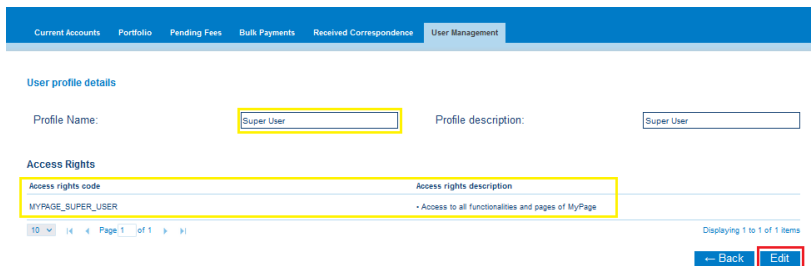 Current Accounts Portfolio Pending Fees Bulk Payments Received Correspondence User Management
User profile details
Profile Name: Super User Profile description: Super User
Access Rights
Access rights code Access rights description
MYPAGE_SUPER_USER • Access to all functionalities and pages of MyPage
10 Page 1 of 1 Displaying 1 to 1 of 1 items
← Back Edit